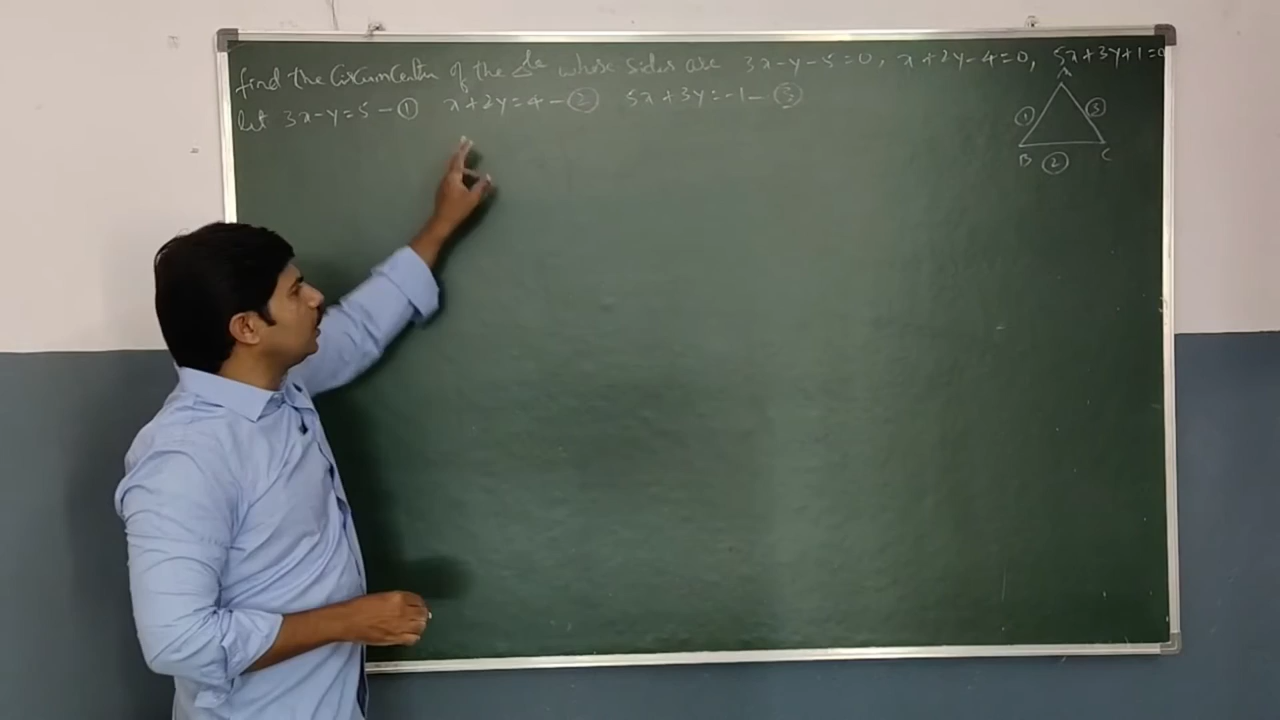 find the CircumCenter of the Δle whose sides are 3x-y-5=0, x+2y-4=0, 5x+3y+1=0
let 3x-y=5-① x+2y=4-② 5x+3y=-1-③
A
① ③
B ② C